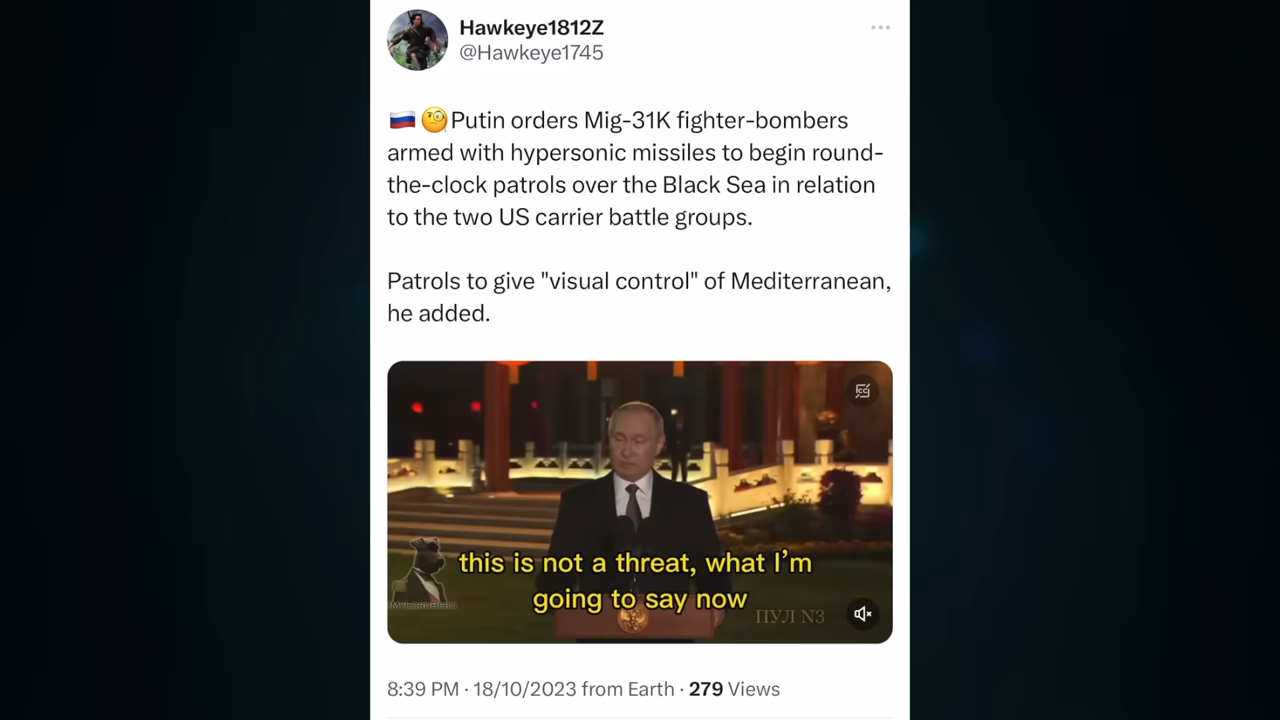 Hawkeye1812Z
@Hawkeye1745
🇷🇺 🧐Putin orders Mig-31K fighter-bombers
armed with hypersonic missiles to begin round-
the-clock patrols over the Black Sea in relation
to the two US carrier battle groups.
Patrols to give "visual control" of Mediterranean,
he added.
this is not a threat, what I'm
going to say now
ПУЛ N3
8:39 PM · 18/10/2023 from Earth · 279 Views